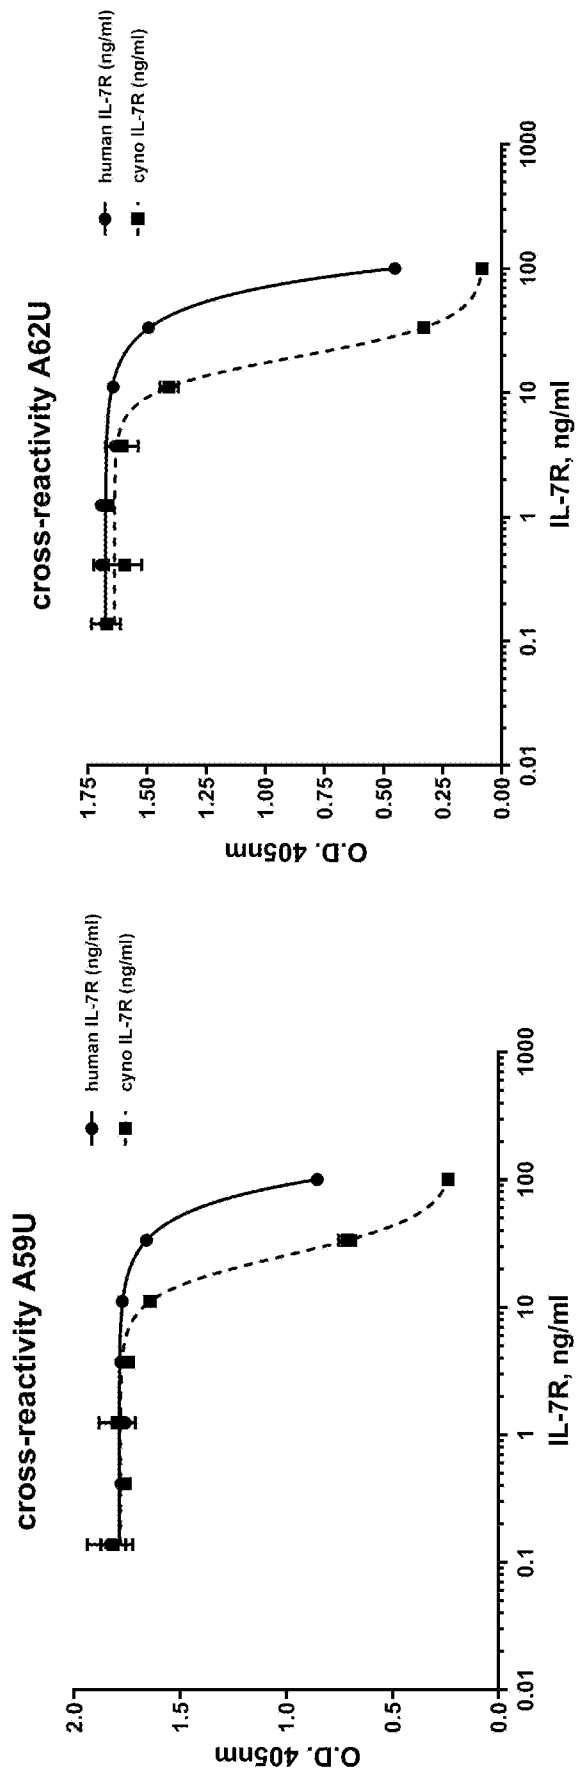 cross-reactivity A59U
O.D. 405nm
2.0
1.5
1.0
0.5
0.0
0.01
0.1
1
10
100
1000
IL-7R, ng/ml
human IL-7R (ng/ml)
cyno IL-7R (ng/ml)
cross-reactivity A62U
O.D. 405nm
1.75
1.50
1.25
1.00
0.75
0.50
0.25
0.00
0.01
0.1
1
10
100
1000
IL-7R, ng/ml
human IL-7R (ng/ml)
cyno IL-7R (ng/ml)